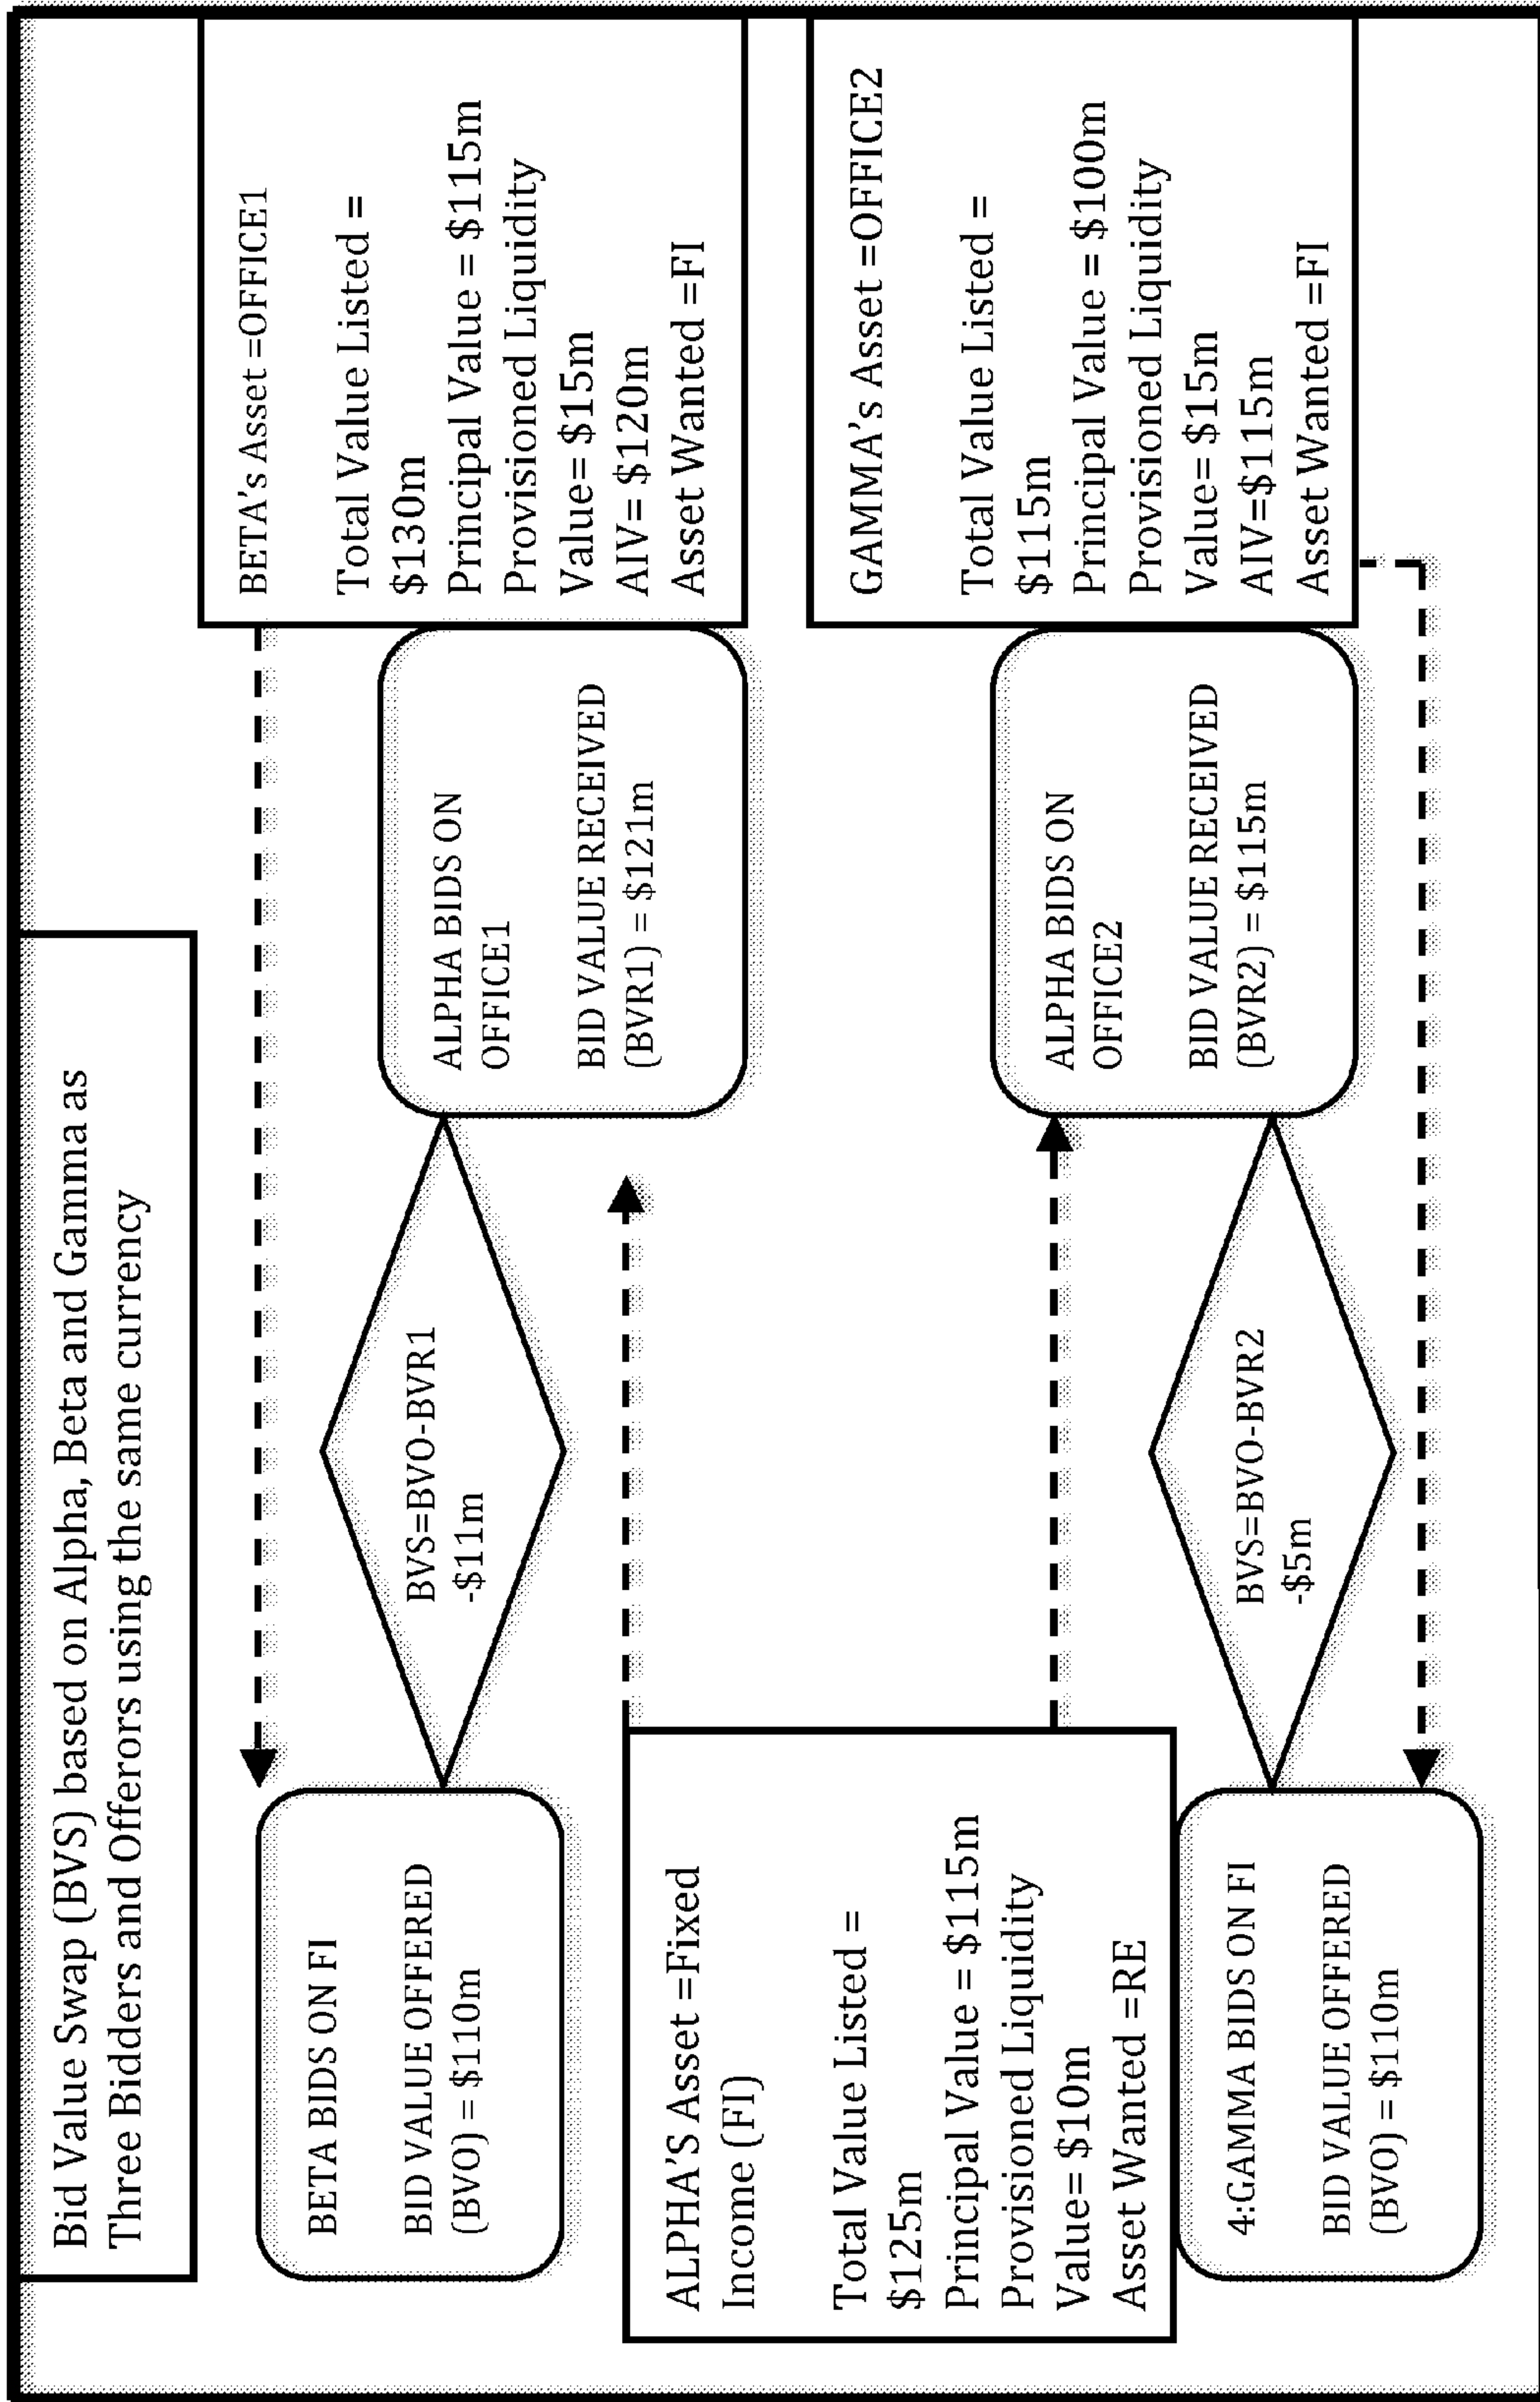 Bid Value Swap (BVS) based on Alpha, Beta and Gamma as
Three Bidders and Offerors using the same currency
BETA BIDS ON FI
BID VALUE OFFERED
(BVO) = $110m
BVS=BVO-BVR1
-$11m
ALPHA BIDS ON
OFFICE1
BID VALUE RECEIVED
(BVR1) = $121m
BETA's Asset =OFFICE1
Total Value Listed =
$130m
Principal Value = $115m
Provisioned Liquidity
Value= $15m
AIV= $120m
Asset Wanted =FI
ALPHA'S Asset =Fixed
Income (FI)
Total Value Listed =
$125m
Principal Value = $115m
Provisioned Liquidity
Value= $10m
Asset Wanted =RE
4:GAMMA BIDS ON FI
BID VALUE OFFERED
(BVO) = $110m
BVS=BVO-BVR2
-$5m
ALPHA BIDS ON
OFFICE2
BID VALUE RECEIVED
(BVR2) = $115m
GAMMA's Asset =OFFICE2
Total Value Listed =
$115m
Principal Value = $100m
Provisioned Liquidity
Value= $15m
AIV=$115m
Asset Wanted =FI